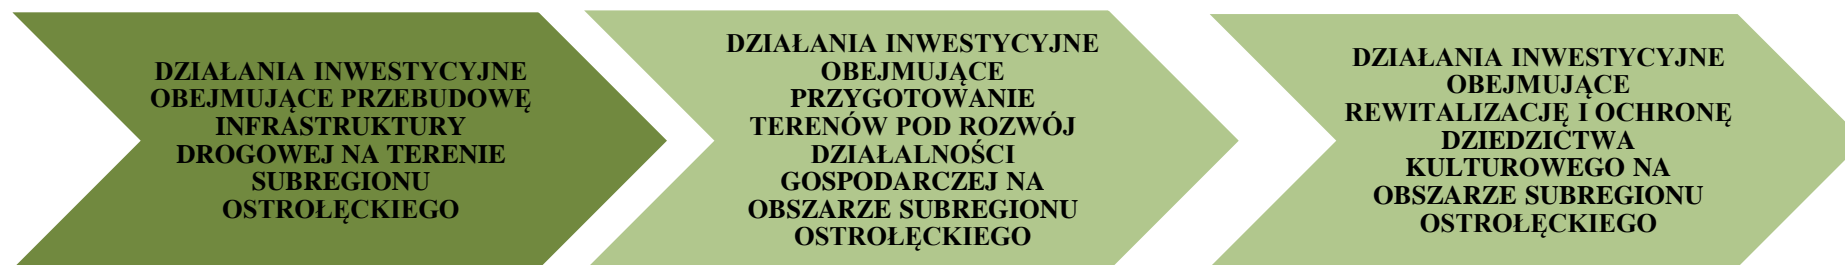 DZIAŁANIA INWESTYCYJNE
OBEJMUJĄCE PRZEBUDOWĘ
INFRASTRUKTURY
DROGOWEJ NA TERENIE
SUBREGIONU
OSTROŁĘCKIEGO
DZIAŁANIA INWESTYCYJNE
OBEJMUJĄCE
PRZYGOTOWANIE
TERENÓW POD ROZWÓJ
DZIAŁALNOŚCI
GOSPODARCZEJ NA
OBSZARZE SUBREGIONU
OSTROŁĘCKIEGO
DZIAŁANIA INWESTYCYJNE
OBEJMUJĄCE
REWITALIZACJĘ I OCHRONĘ
DZIEDZICTWA
KULTUROWEGO NA
OBSZARZE SUBREGIONU
OSTROŁĘCKIEGO